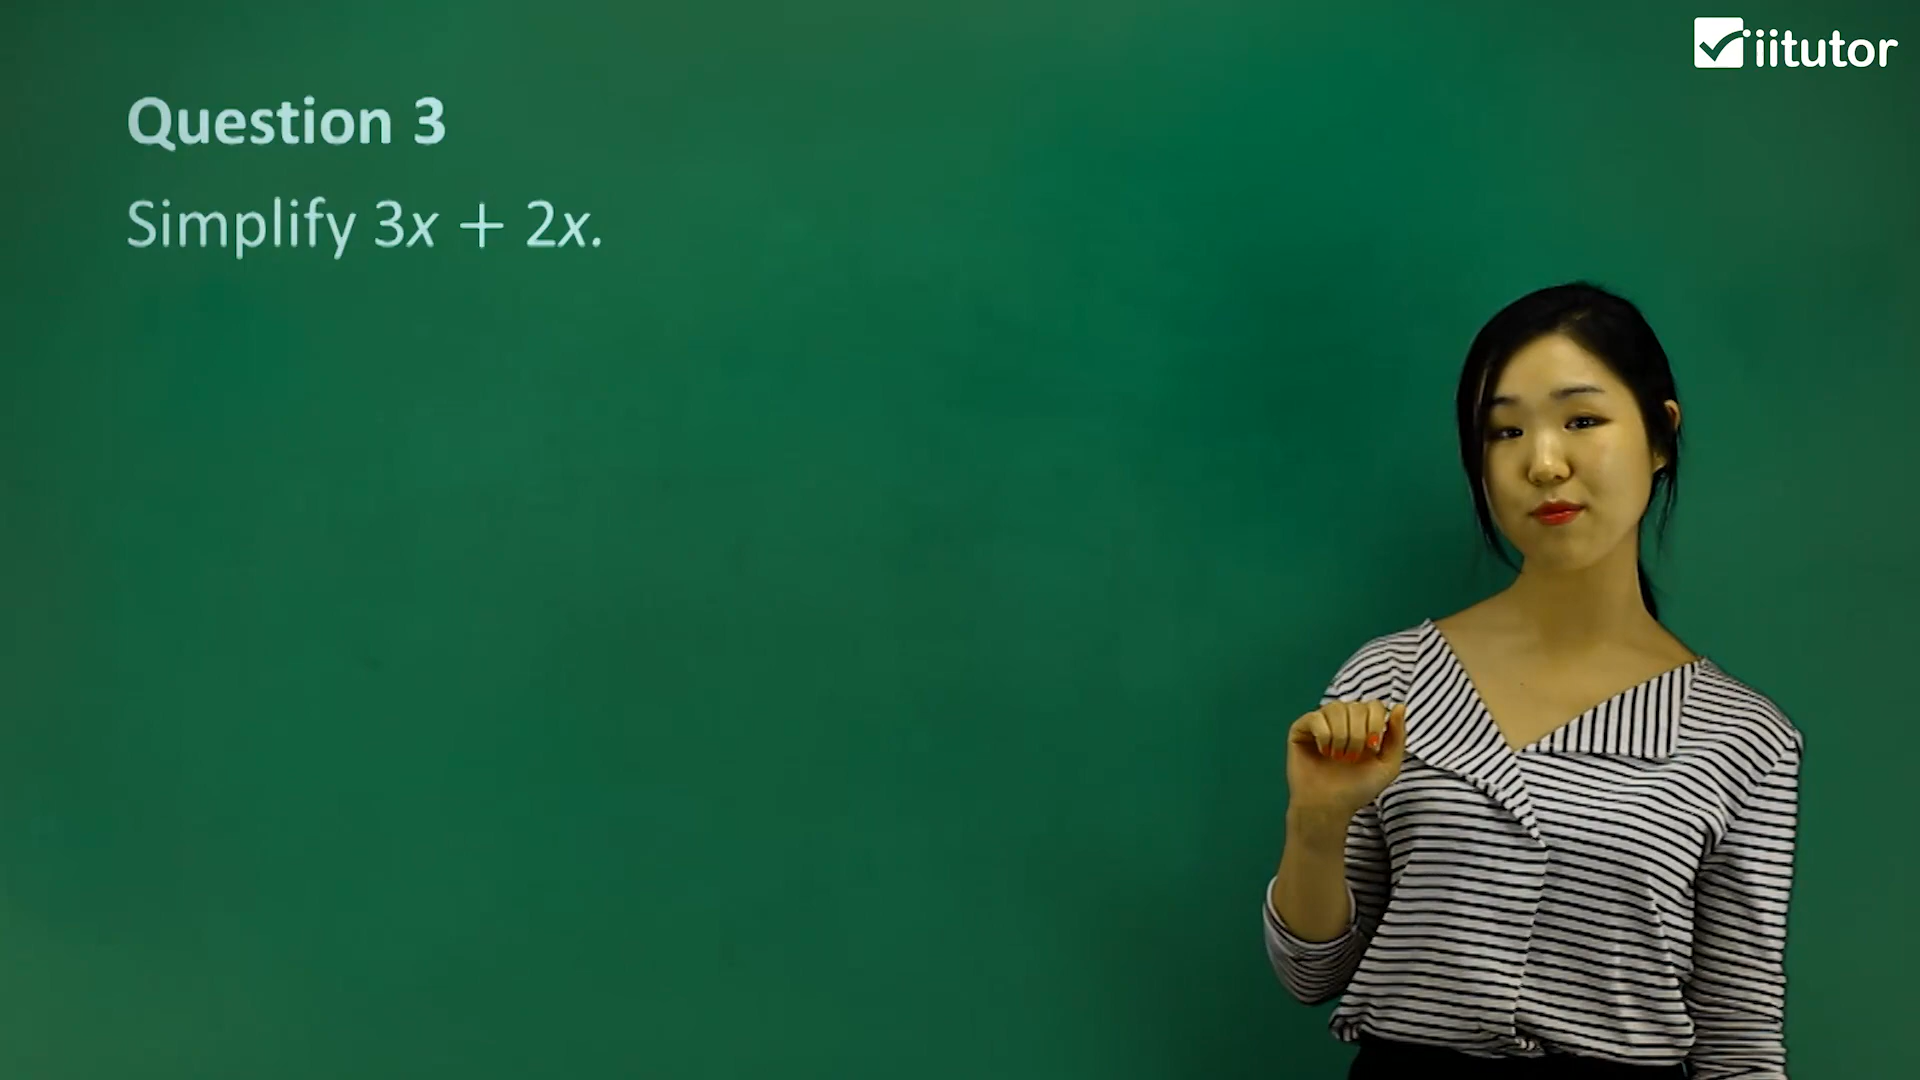 iitutor
Question 3
Simplify 3x + 2x.